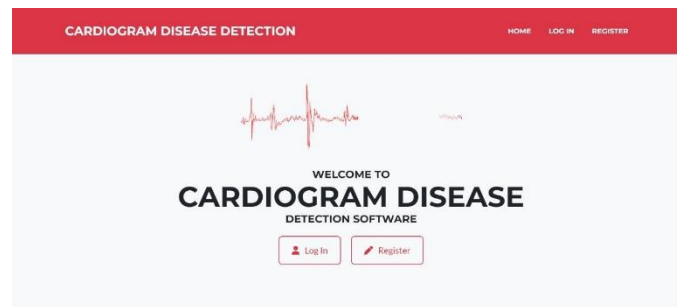 CARDIOGRAM DISEASE DETECTION
HOME LOG IN REGISTER
WELCOME TO
CARDIOGRAM DISEASE
DETECTION SOFTWARE
Log In Register